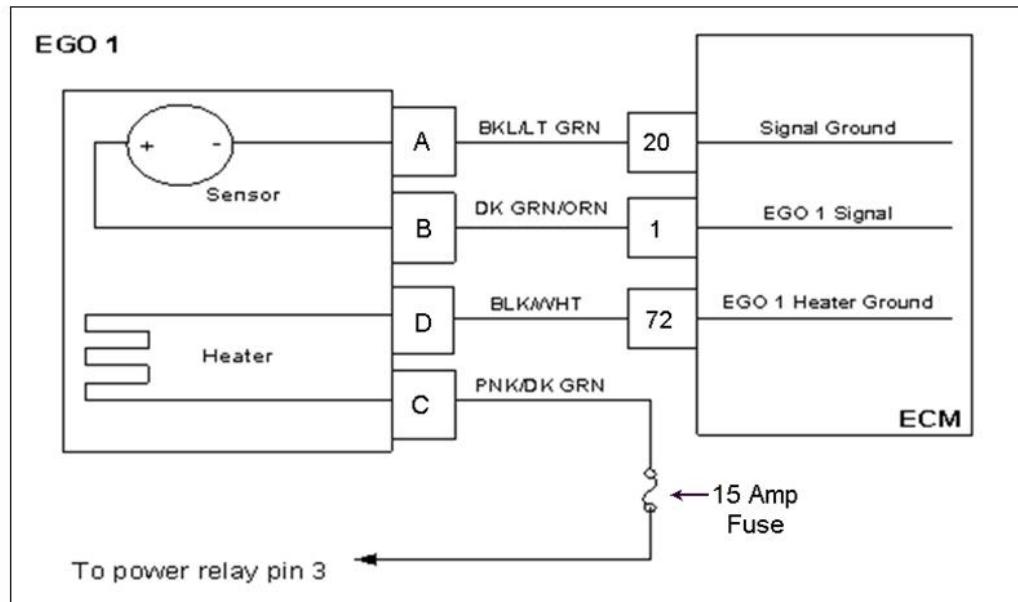 EGO 1
+ -
Sensor
Heater
A
B
D
C
BKL/LT GRN
DK GRN/ORN
BLK/WHT
PNK/DK GRN
20
1
72
Signal Ground
EGO 1 Signal
EGO 1 Heater Ground
ECM
15 Amp
Fuse
To power relay pin 3